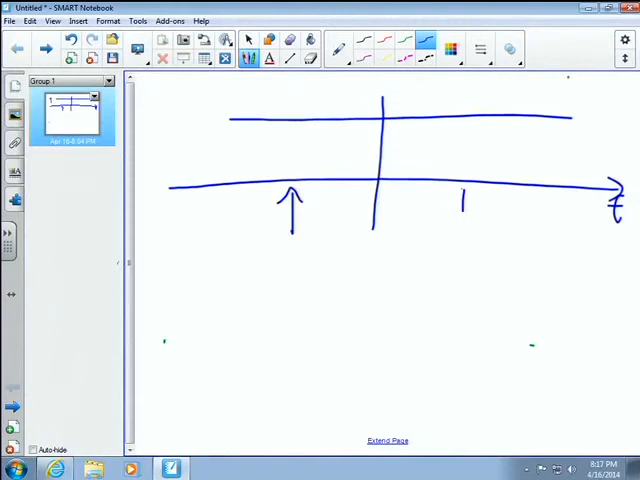 Untitled * - SMART Notebook
File Edit View Insert Format Tools Add-ons Help
Group 1
Apr 16-8:04 PM
t
Extend Page
Auto-hide
8:17 PM
4/16/2014